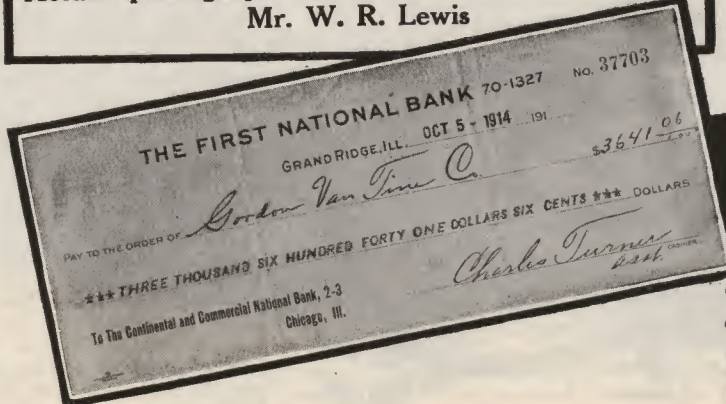 Mr. W. R. Lewis
THE FIRST NATIONAL BANK 70-1327 No. 37703
GRAND RIDGE, ILL. OCT 5 - 1914 191
PAY TO THE ORDER OF Gordon Van Tine Co. $3641 06/100
*** THREE THOUSAND SIX HUNDRED FORTY ONE DOLLARS SIX CENTS *** DOLLARS
To The Continental and Commercial National Bank, 2-3
Chicago, Ill.
Charles Turner
asst. CASHIER